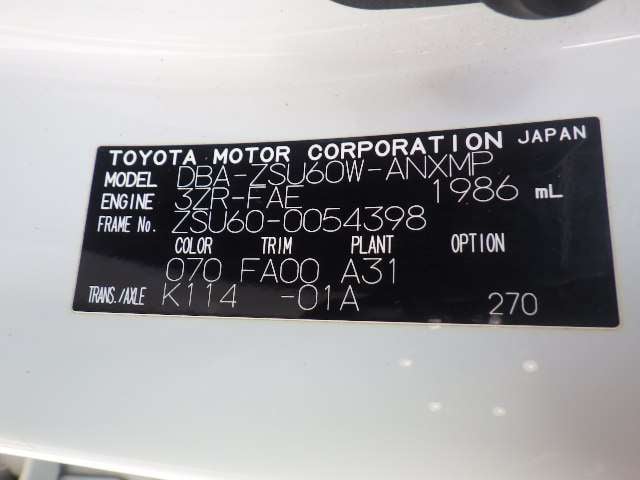 TOYOTA MOTOR CORPORATION JAPAN
MODEL DBA-ZSU60W-ANXMP
ENGINE 3ZR-FAE 1986 mL
FRAME No. ZSU60-0054398
COLOR TRIM PLANT OPTION
070 FA00 A31
TRANS./AXLE K114 -01A 270